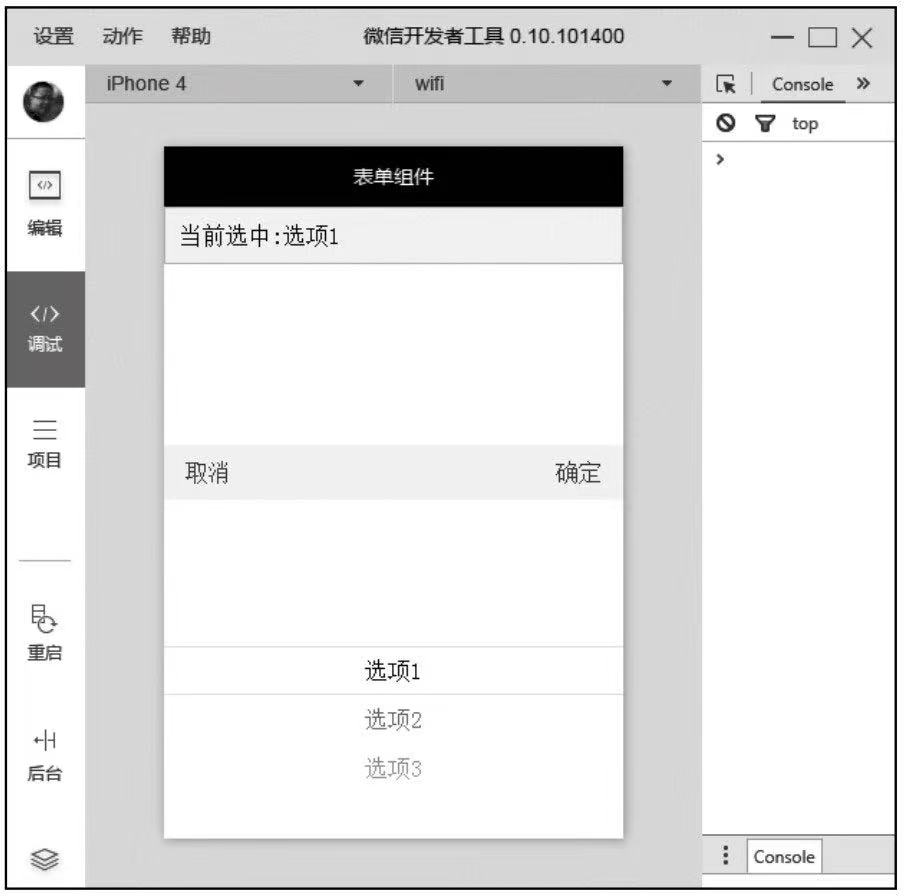 设置 动作 帮助 微信开发者工具 0.10.101400
iPhone 4 wifi Console
top
编辑
调试
项目
重启
后台
表单组件
当前选中:选项1
取消 确定
选项1
选项2
选项3
Console